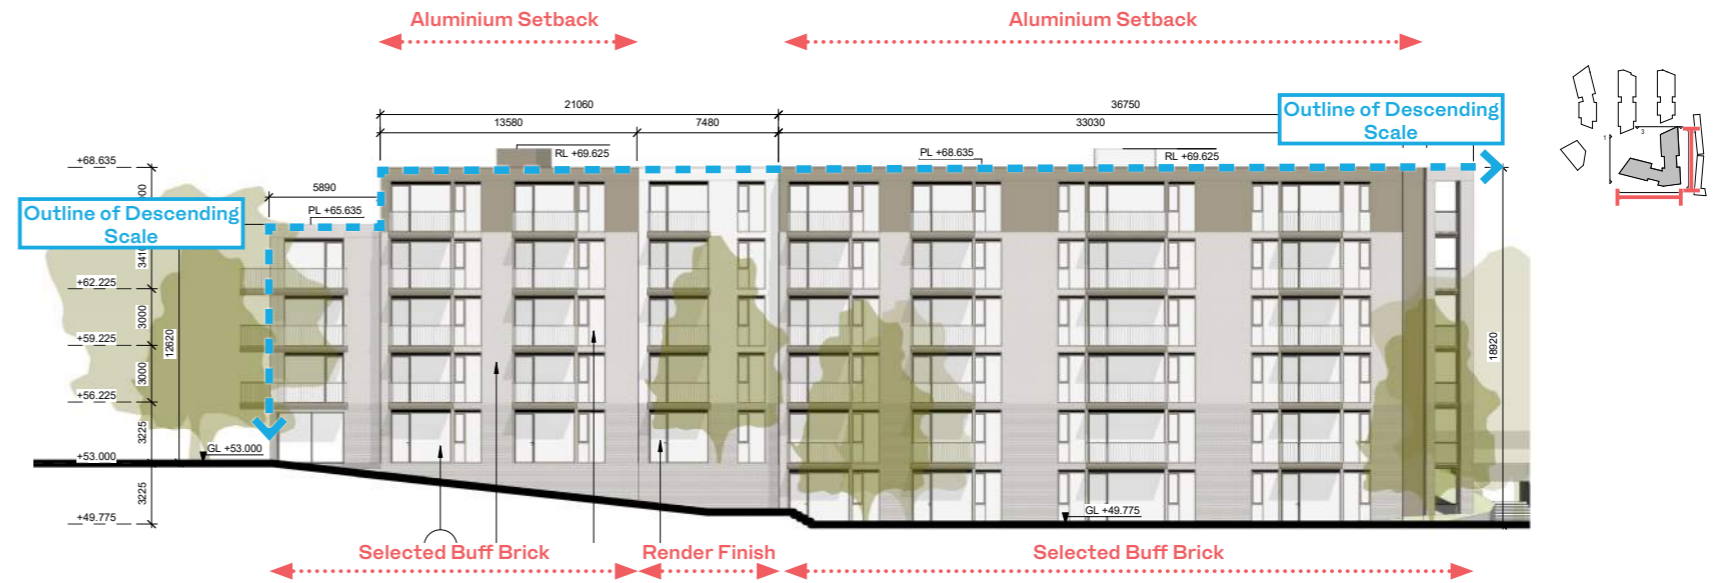 Aluminium Setback
Aluminium Setback
21060
36750
13580
7480
33030
Outline of Descending
Scale
+68.635
RL +69.625
PL +68.635
RL +69.625
5890
PL +65.635
Outline of Descending
Scale
+62.225
3000
+59.225
12620
3000
+56.225
3225
GL +53.000
+53.000
3225
+49.775
GL +49.775
18920
1
3
Selected Buff Brick
Render Finish
Selected Buff Brick